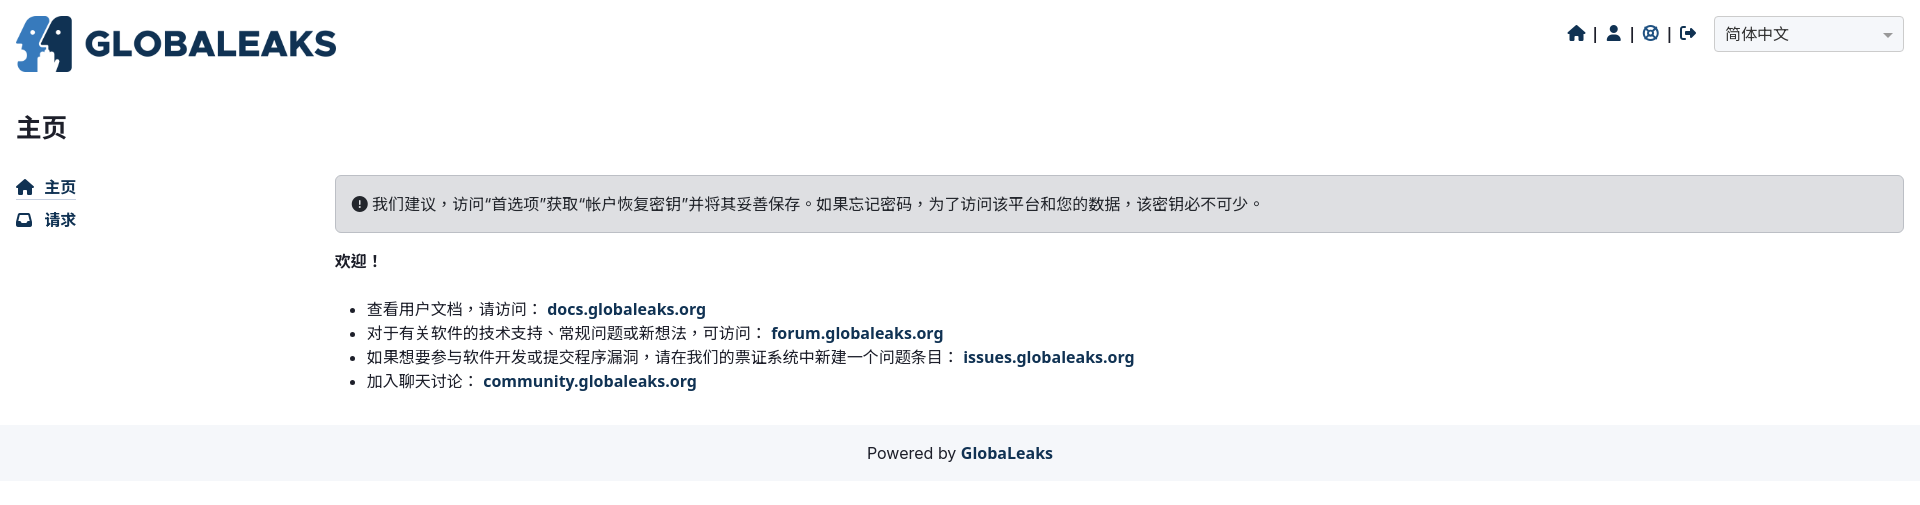 GLOBALEAKS
| | | 简体中文
主页
主页
请求
我们建议，访问“首选项”获取“帐户恢复密钥”并将其妥善保存。如果忘记密码，为了访问该平台和您的数据，该密钥必不可少。
欢迎！
查看用户文档，请访问： docs.globaleaks.org
对于有关软件的技术支持、常规问题或新想法，可访问： forum.globaleaks.org
如果想要参与软件开发或提交程序漏洞，请在我们的票证系统中新建一个问题条目： issues.globaleaks.org
加入聊天讨论： community.globaleaks.org
Powered by GlobaLeaks